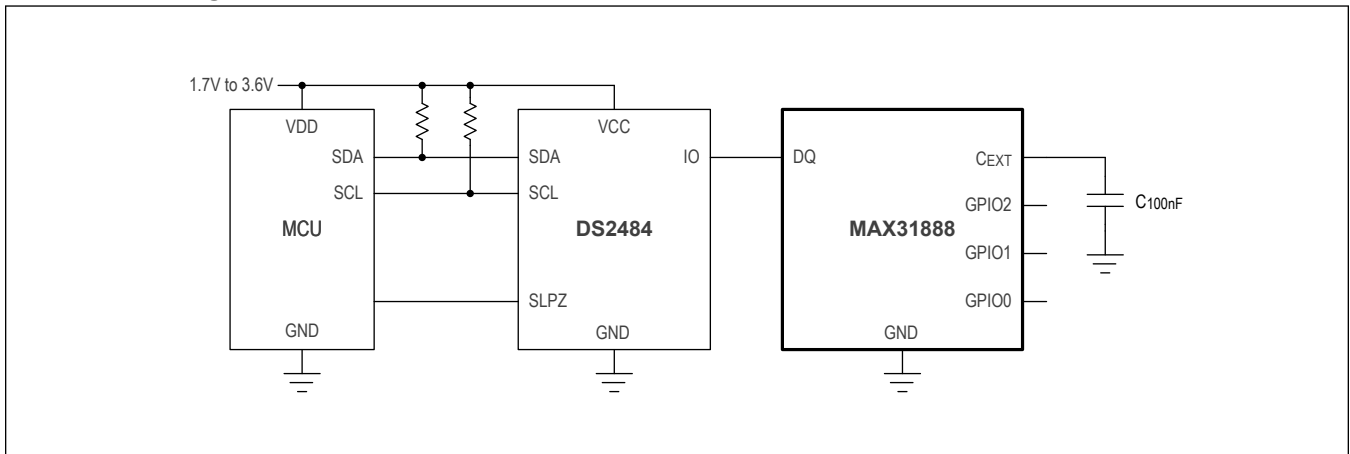 1.7V to 3.6V
VDD
SDA
SCL
MCU
GND
VCC
SDA
SCL
IO
DS2484
SLPZ
GND
DQ
CEXT
GPIO2
GPIO1
GPIO0
MAX31888
GND
C100nF